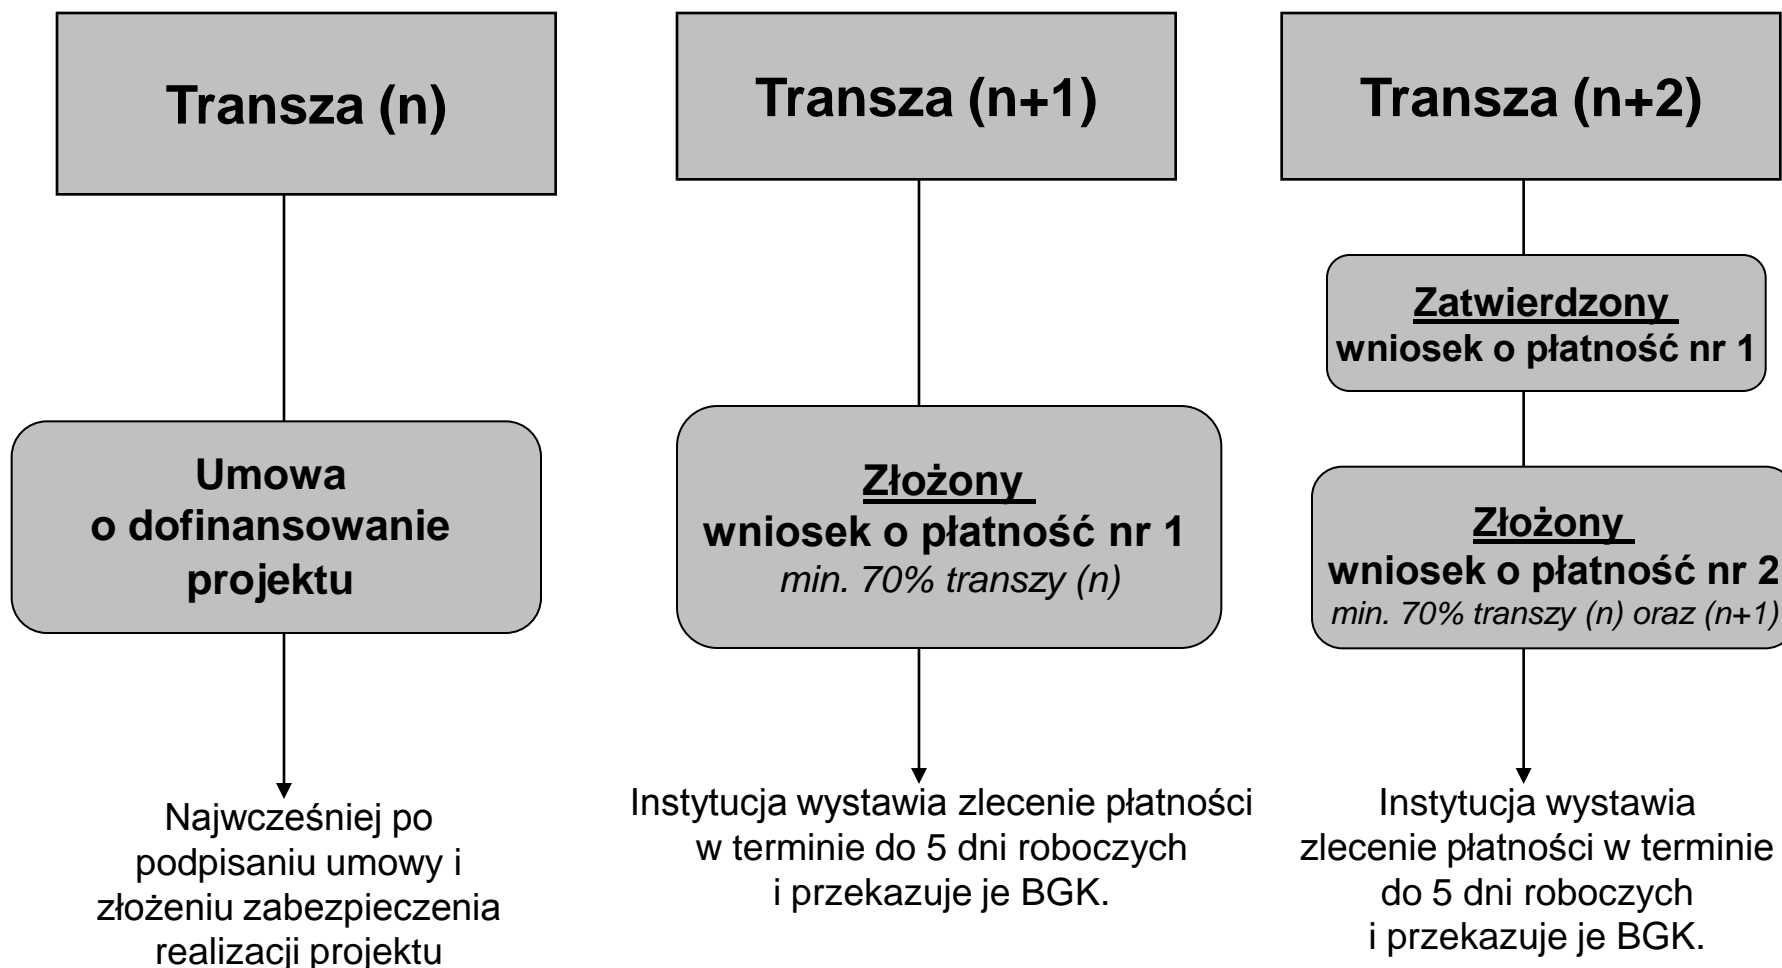 Transza (n)
Umowa
o dofinansowanie
projektu
Najwcześniej po
podpisaniu umowy i
złożeniu zabezpieczenia
realizacji projektu
Transza (n+1)
Złożony
wniosek o płatność nr 1
min. 70% transzy (n)
Instytucja wystawia zlecenie płatności
w terminie do 5 dni roboczych
i przekazuje je BGK.
Transza (n+2)
Zatwierdzony
wniosek o płatność nr 1
Złożony
wniosek o płatność nr 2
min. 70% transzy (n) oraz (n+1)
Instytucja wystawia
zlecenie płatności w terminie
do 5 dni roboczych
i przekazuje je BGK.